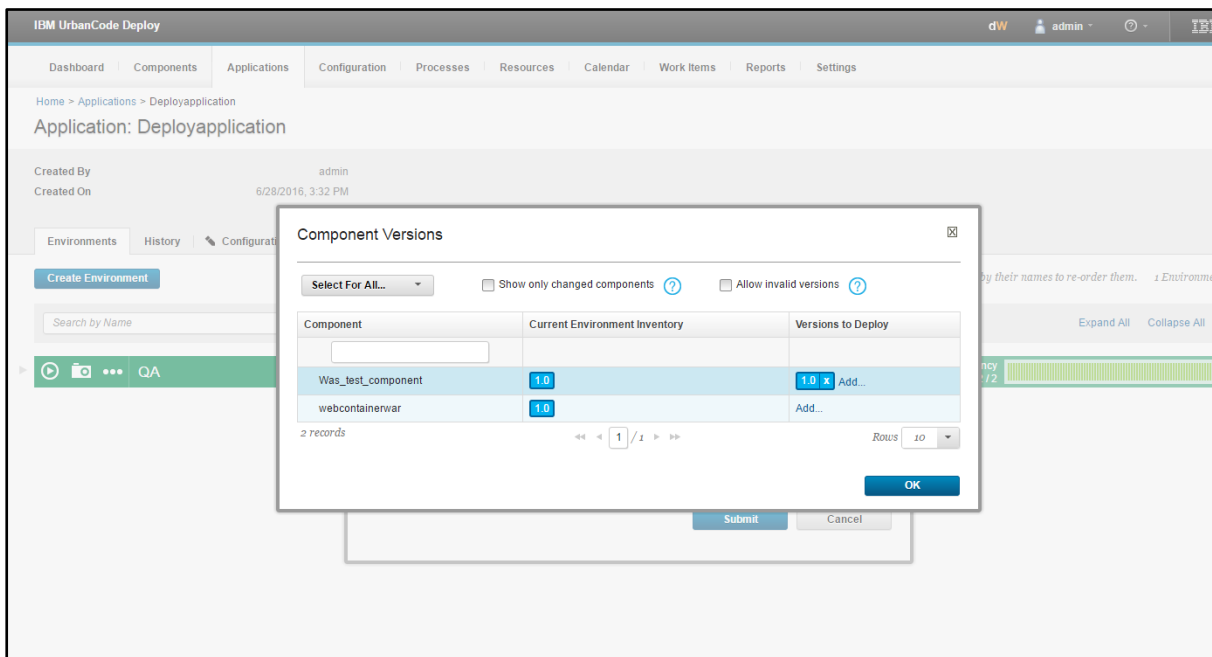 IBM UrbanCode Deploy dW admin
Dashboard Components Applications Configuration Processes Resources Calendar Work Items Reports Settings
Home > Applications > Deployapplication
Application: Deployapplication
Created By admin
Created On 6/28/2016, 3:32 PM
Environments History Configurati
Component Versions
Create Environment
by their names to re-order them. 1 Environme
Select For All... Show only changed components ? Allow invalid versions ?
Search by Name Expand All Collapse All
Component Current Environment Inventory Versions to Deploy
QA
ncy
/ 2
Was_test_component 1.0 1.0 x Add...
webcontainerwar 1.0 Add...
2 records 1 / 1 Rows 10
OK
Submit Cancel